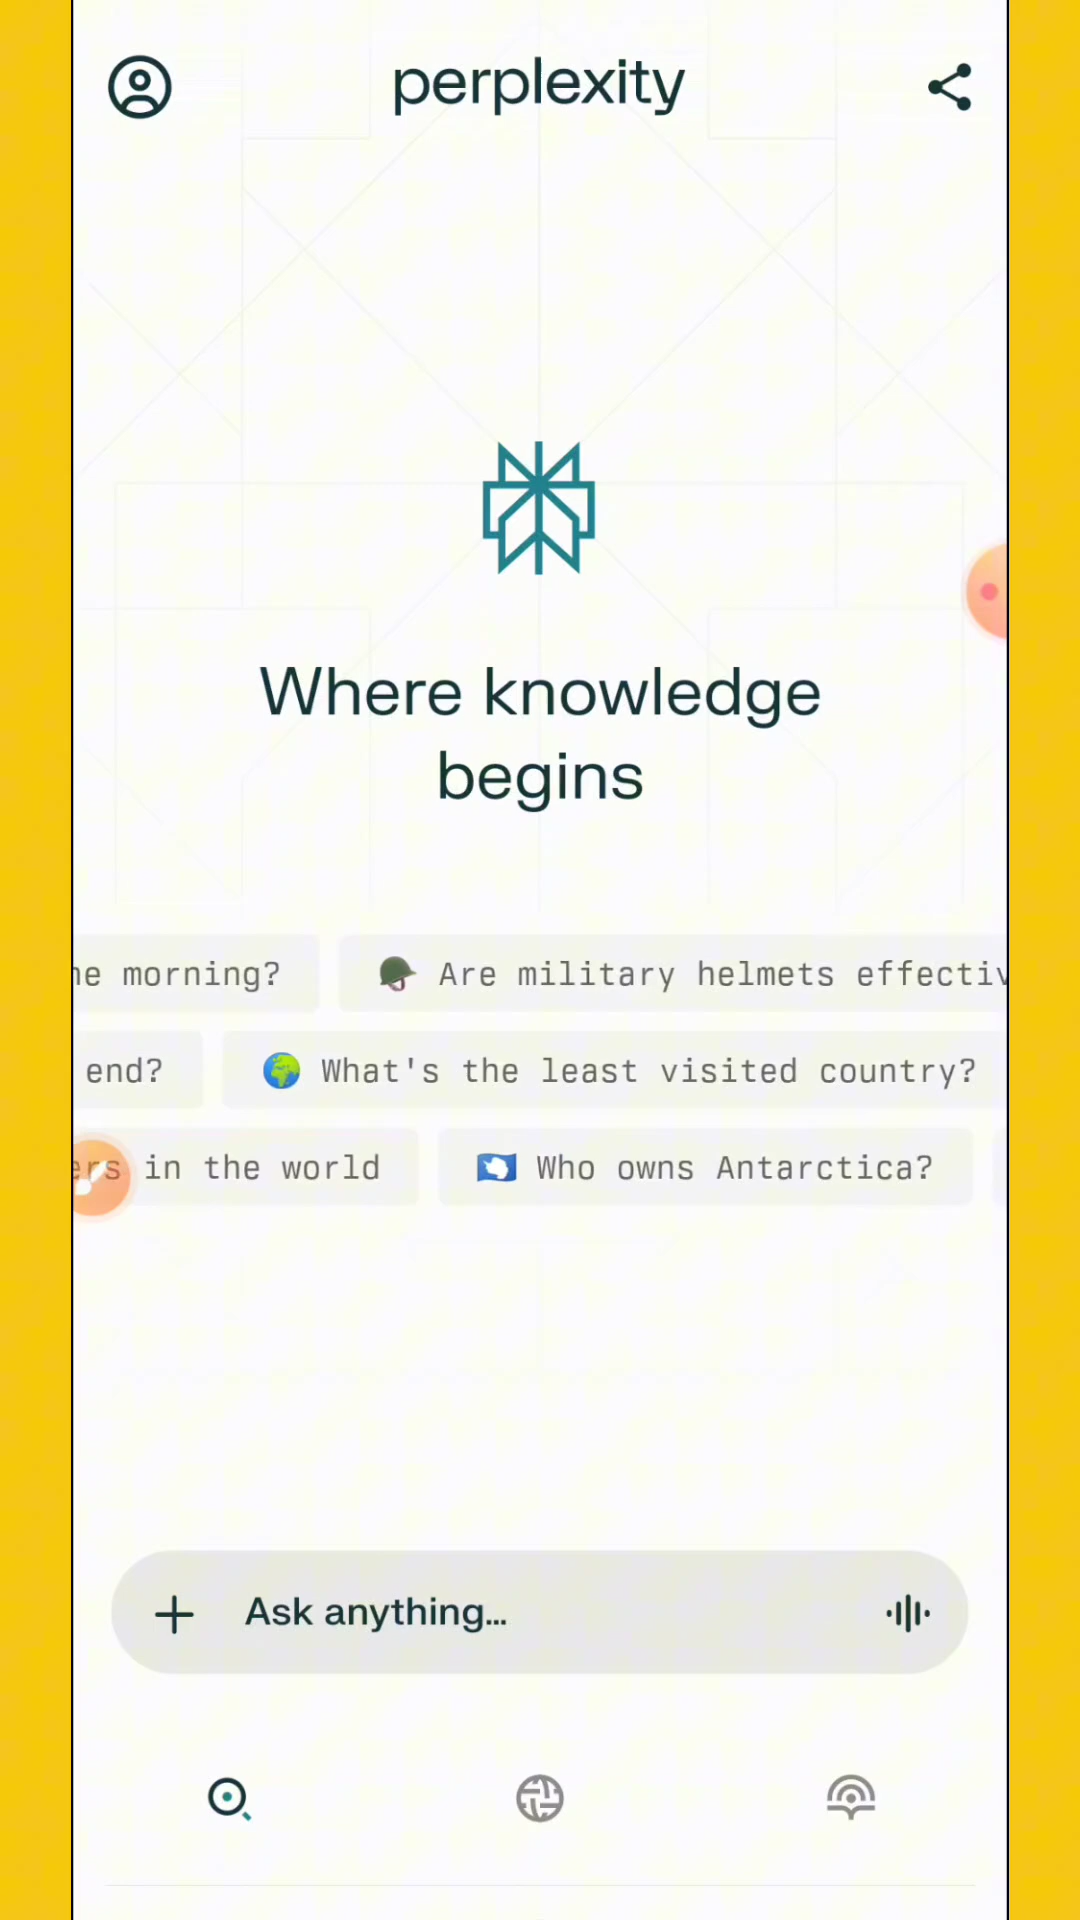 perplexity
Where knowledge
begins
morning?
Are military helmets
end?
What's the least visited country?
in the world
Who owns Antarctica?
Ask anything...